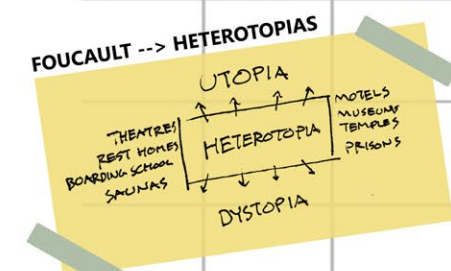 FOUCAULT --> HETEROTOPIAS
UTOPIA
THEATRES
REST HOMES
BOARDING SCHOOL
SAUNAS
HETEROTOPIA
MOTELS
MUSEUMS
TEMPLES
PRISONS
DYSTOPIA